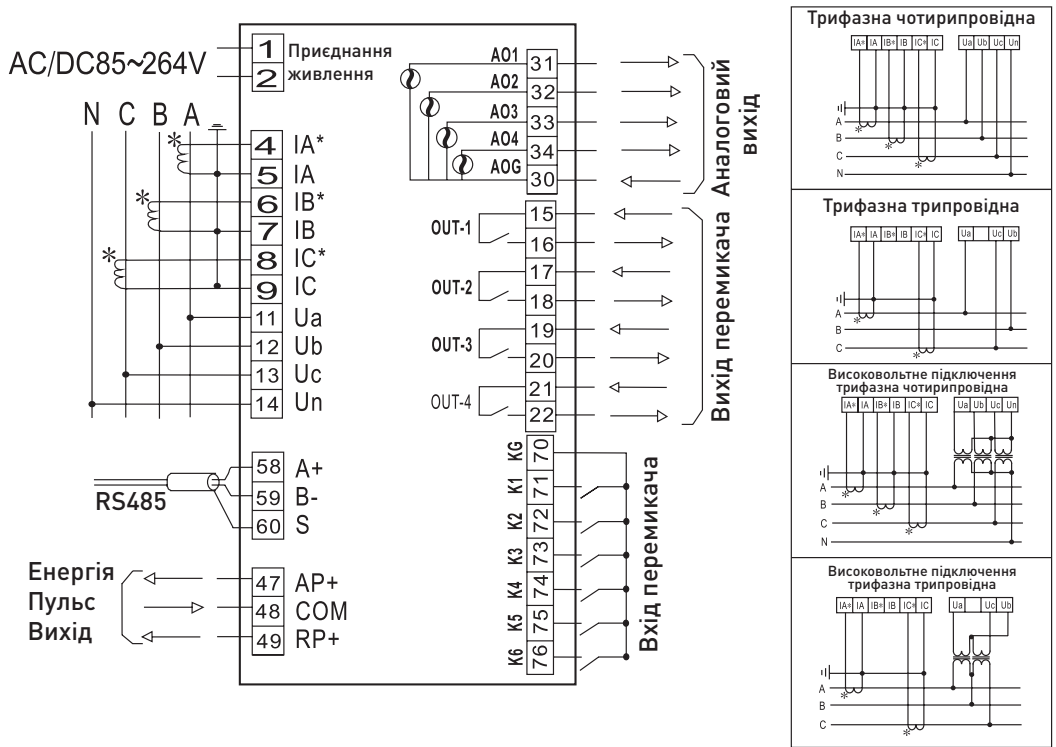 AC/DC85~264V
1 Приєднання
2 живлення
N C B A
4 IA*
5 IA
6 IB*
7 IB
8 IC*
9 IC
11 Ua
12 Ub
13 Uc
14 Un
RS485
58 A+
59 B-
60 S
Енергія
Пульс
Вихід
47 AP+
48 COM
49 RP+
AO1 31
AO2 32
AO3 33
AO4 34
AOG 30
Аналоговий
вихід
OUT-1 15
16
OUT-2 17
18
OUT-3 19
20
OUT-4 21
22
Вихід перемикача
KG 70
K1 71
K2 72
K3 73
K4 74
K5 75
K6 76
Вхід перемикача
Трифазна чотирипровідна
IA* IA IB* IB IC* IC Ua Ub Uc Un
A
B
C
N
Трифазна трипровідна
IA* IA IB* IB IC* IC Ua Uc Ub
A
B
C
Високовольтне підключення
трифазна чотирипровідна
IA* IA IB* IB IC* IC Ua Ub Uc Un
A
B
C
N
Високовольтне підключення
трифазна трипровідна
IA* IA IB* IB IC* IC Ua Uc Ub
A
B
C